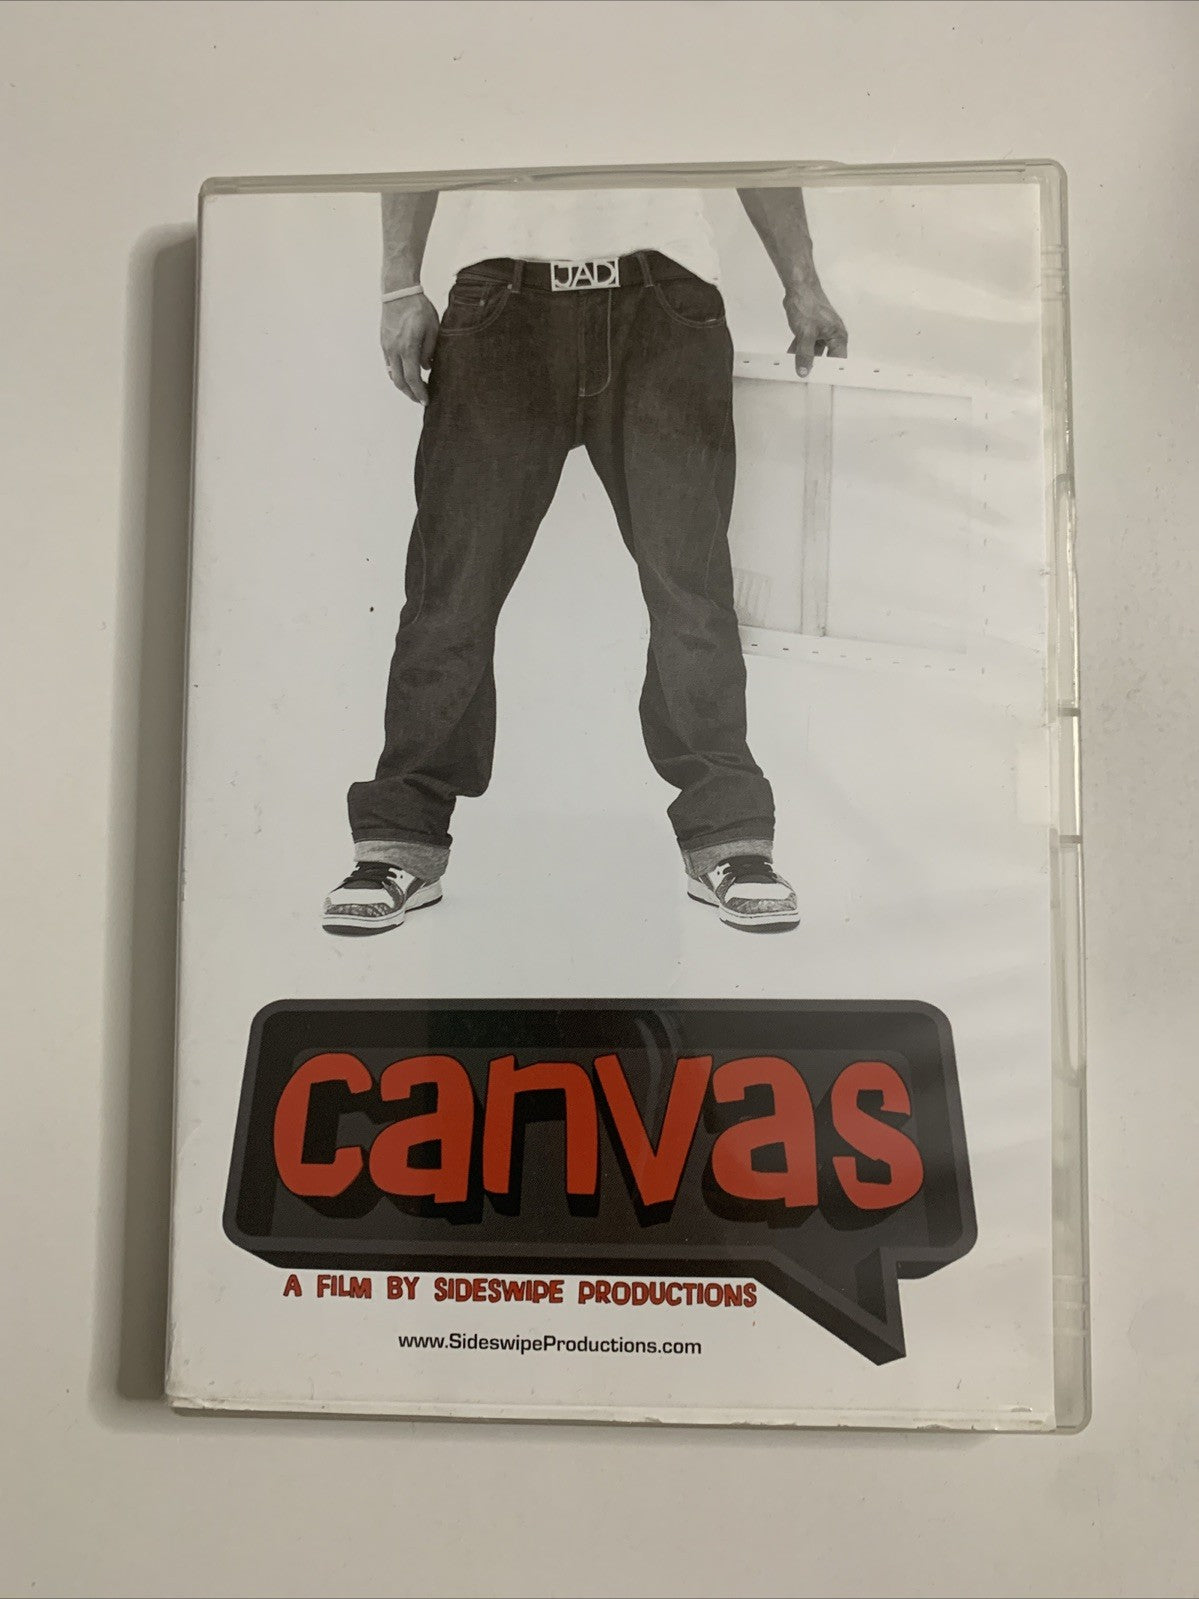 JAD
canvas
A FILM BY SIDESWIPE PRODUCTIONS
www.SideswipeProductions.com